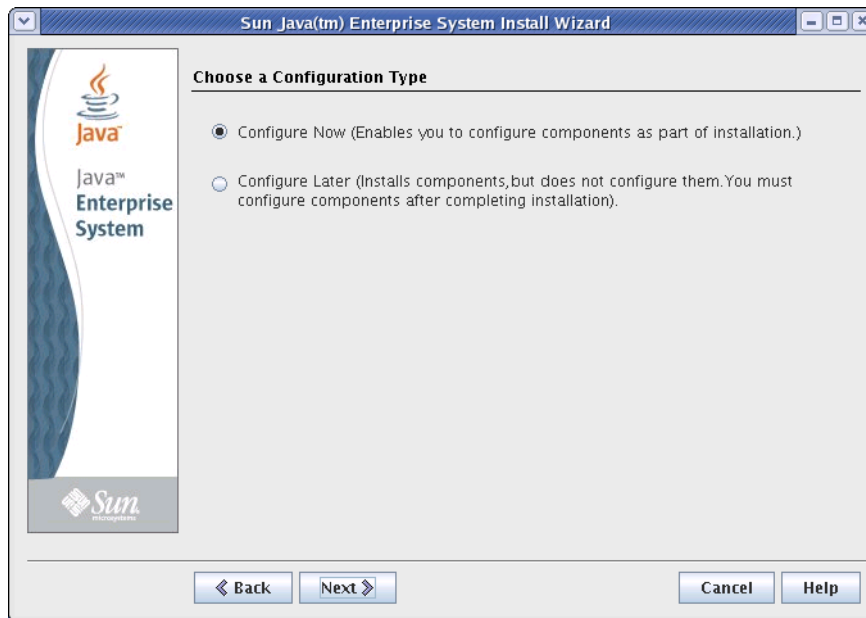 Sun Java(tm) Enterprise System Install Wizard
Java™
Java™
Enterprise
System
Sun
microsystems
Choose a Configuration Type
Configure Now (Enables you to configure components as part of installation.)
Configure Later (Installs components,but does not configure them.You must
configure components after completing installation).
Back
Next
Cancel
Help